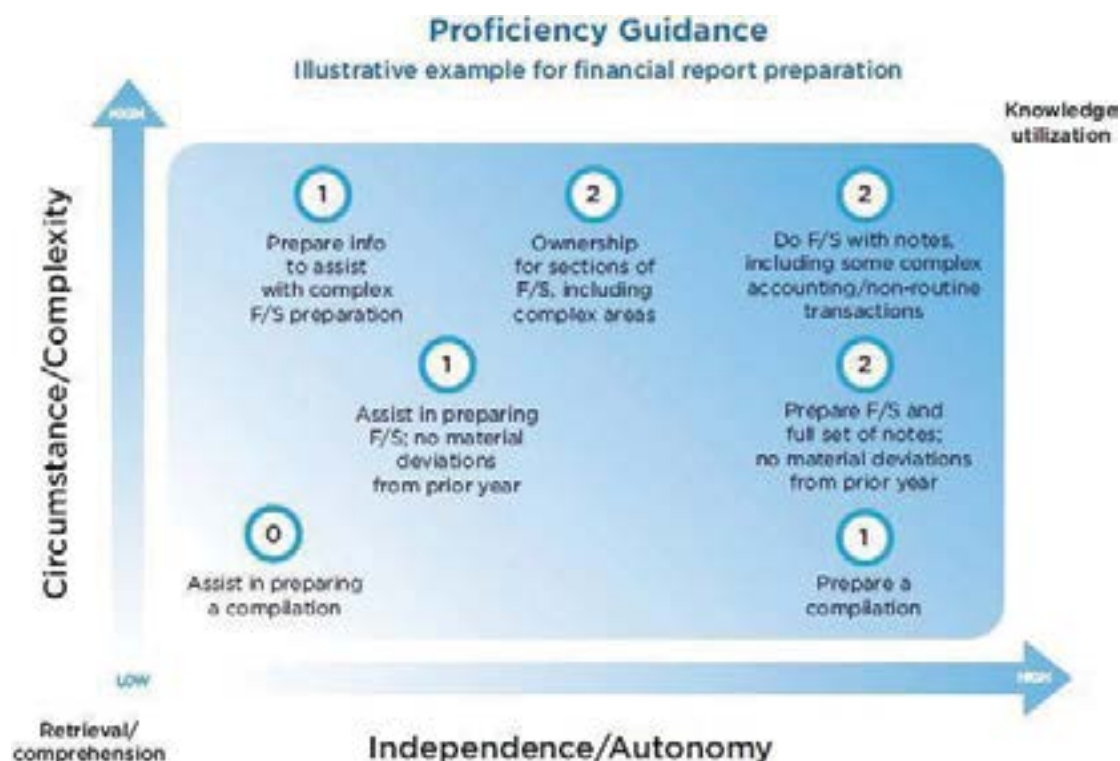 Proficiency Guidance
Illustrative example for financial report preparation
HIGH
Knowledge
utilization
Circumstance/Complexity
1
Prepare info
to assist
with complex
F/S preparation
2
Ownership
for sections of
F/S, including
complex areas
2
Do F/S with notes,
including some complex
accounting/non-routine
transactions
1
Assist in preparing
F/S; no material
deviations
from prior year
2
Prepare F/S and
full set of notes;
no material deviations
from prior year
0
Assist in preparing
a compilation
1
Prepare a
compilation
LOW
HIGH
Retrieval/
comprehension
Independence/Autonomy